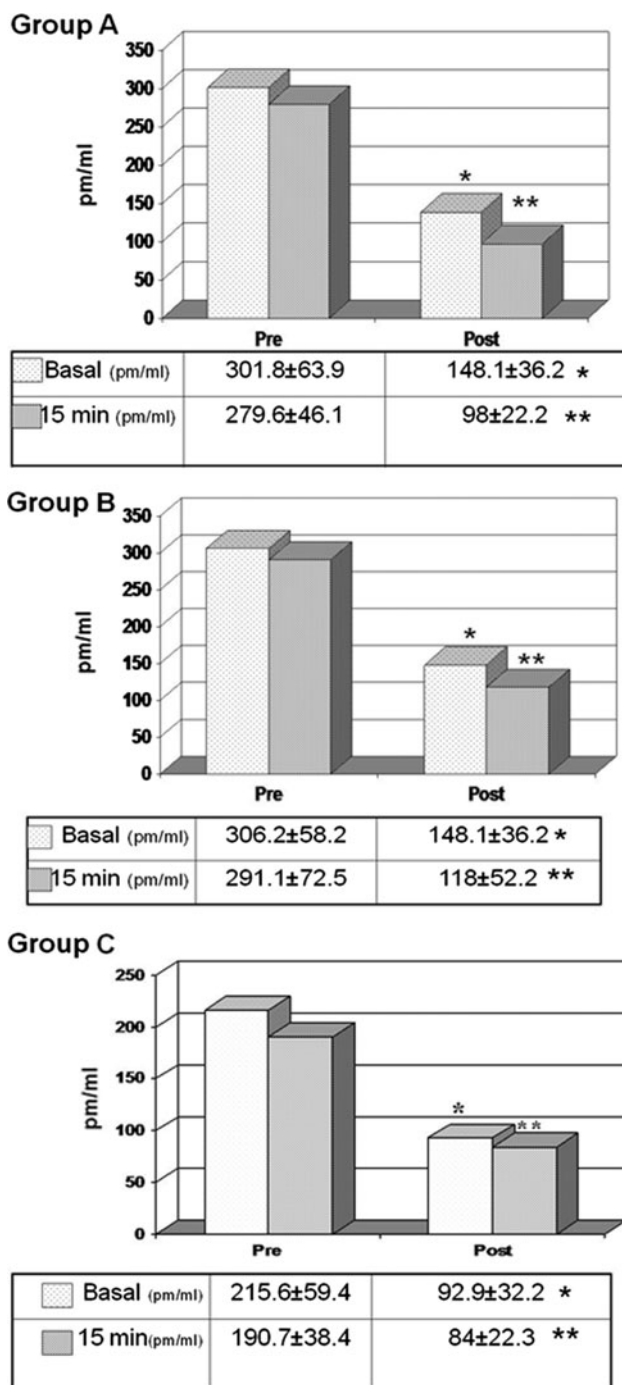 Group A
350
300
250
200
150
100
50
0
pm/ml
* **
Pre Post
Basal (pm/ml) 301.8±63.9 148.1±36.2 *
15 min (pm/ml) 279.6±46.1 98±22.2 **
Group B
350
300
250
200
150
100
50
0
pm/ml
* **
Pre Post
Basal (pm/ml) 306.2±58.2 148.1±36.2 *
15 min (pm/ml) 291.1±72.5 118±52.2 **
Group C
250
200
150
100
50
0
pm/ml
* **
Pre Post
Basal (pm/ml) 215.6±59.4 92.9±32.2 *
15 min(pm/ml) 190.7±38.4 84±22.3 **